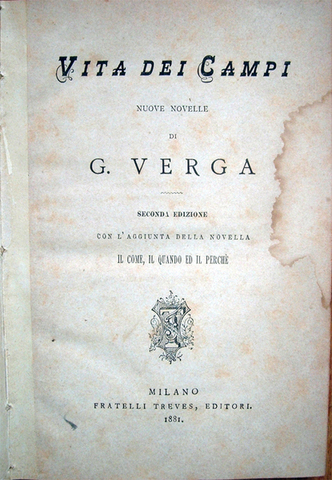 VITA DEI CAMPI
NUOVE NOVELLE
DI
G. VERGA
SECONDA EDIZIONE
CON L'AGGIUNTA DELLA NOVELLA
IL COME, IL QUANDO ED IL PERCHÈ
MILANO
FRATELLI TREVES, EDITORI.
1881.